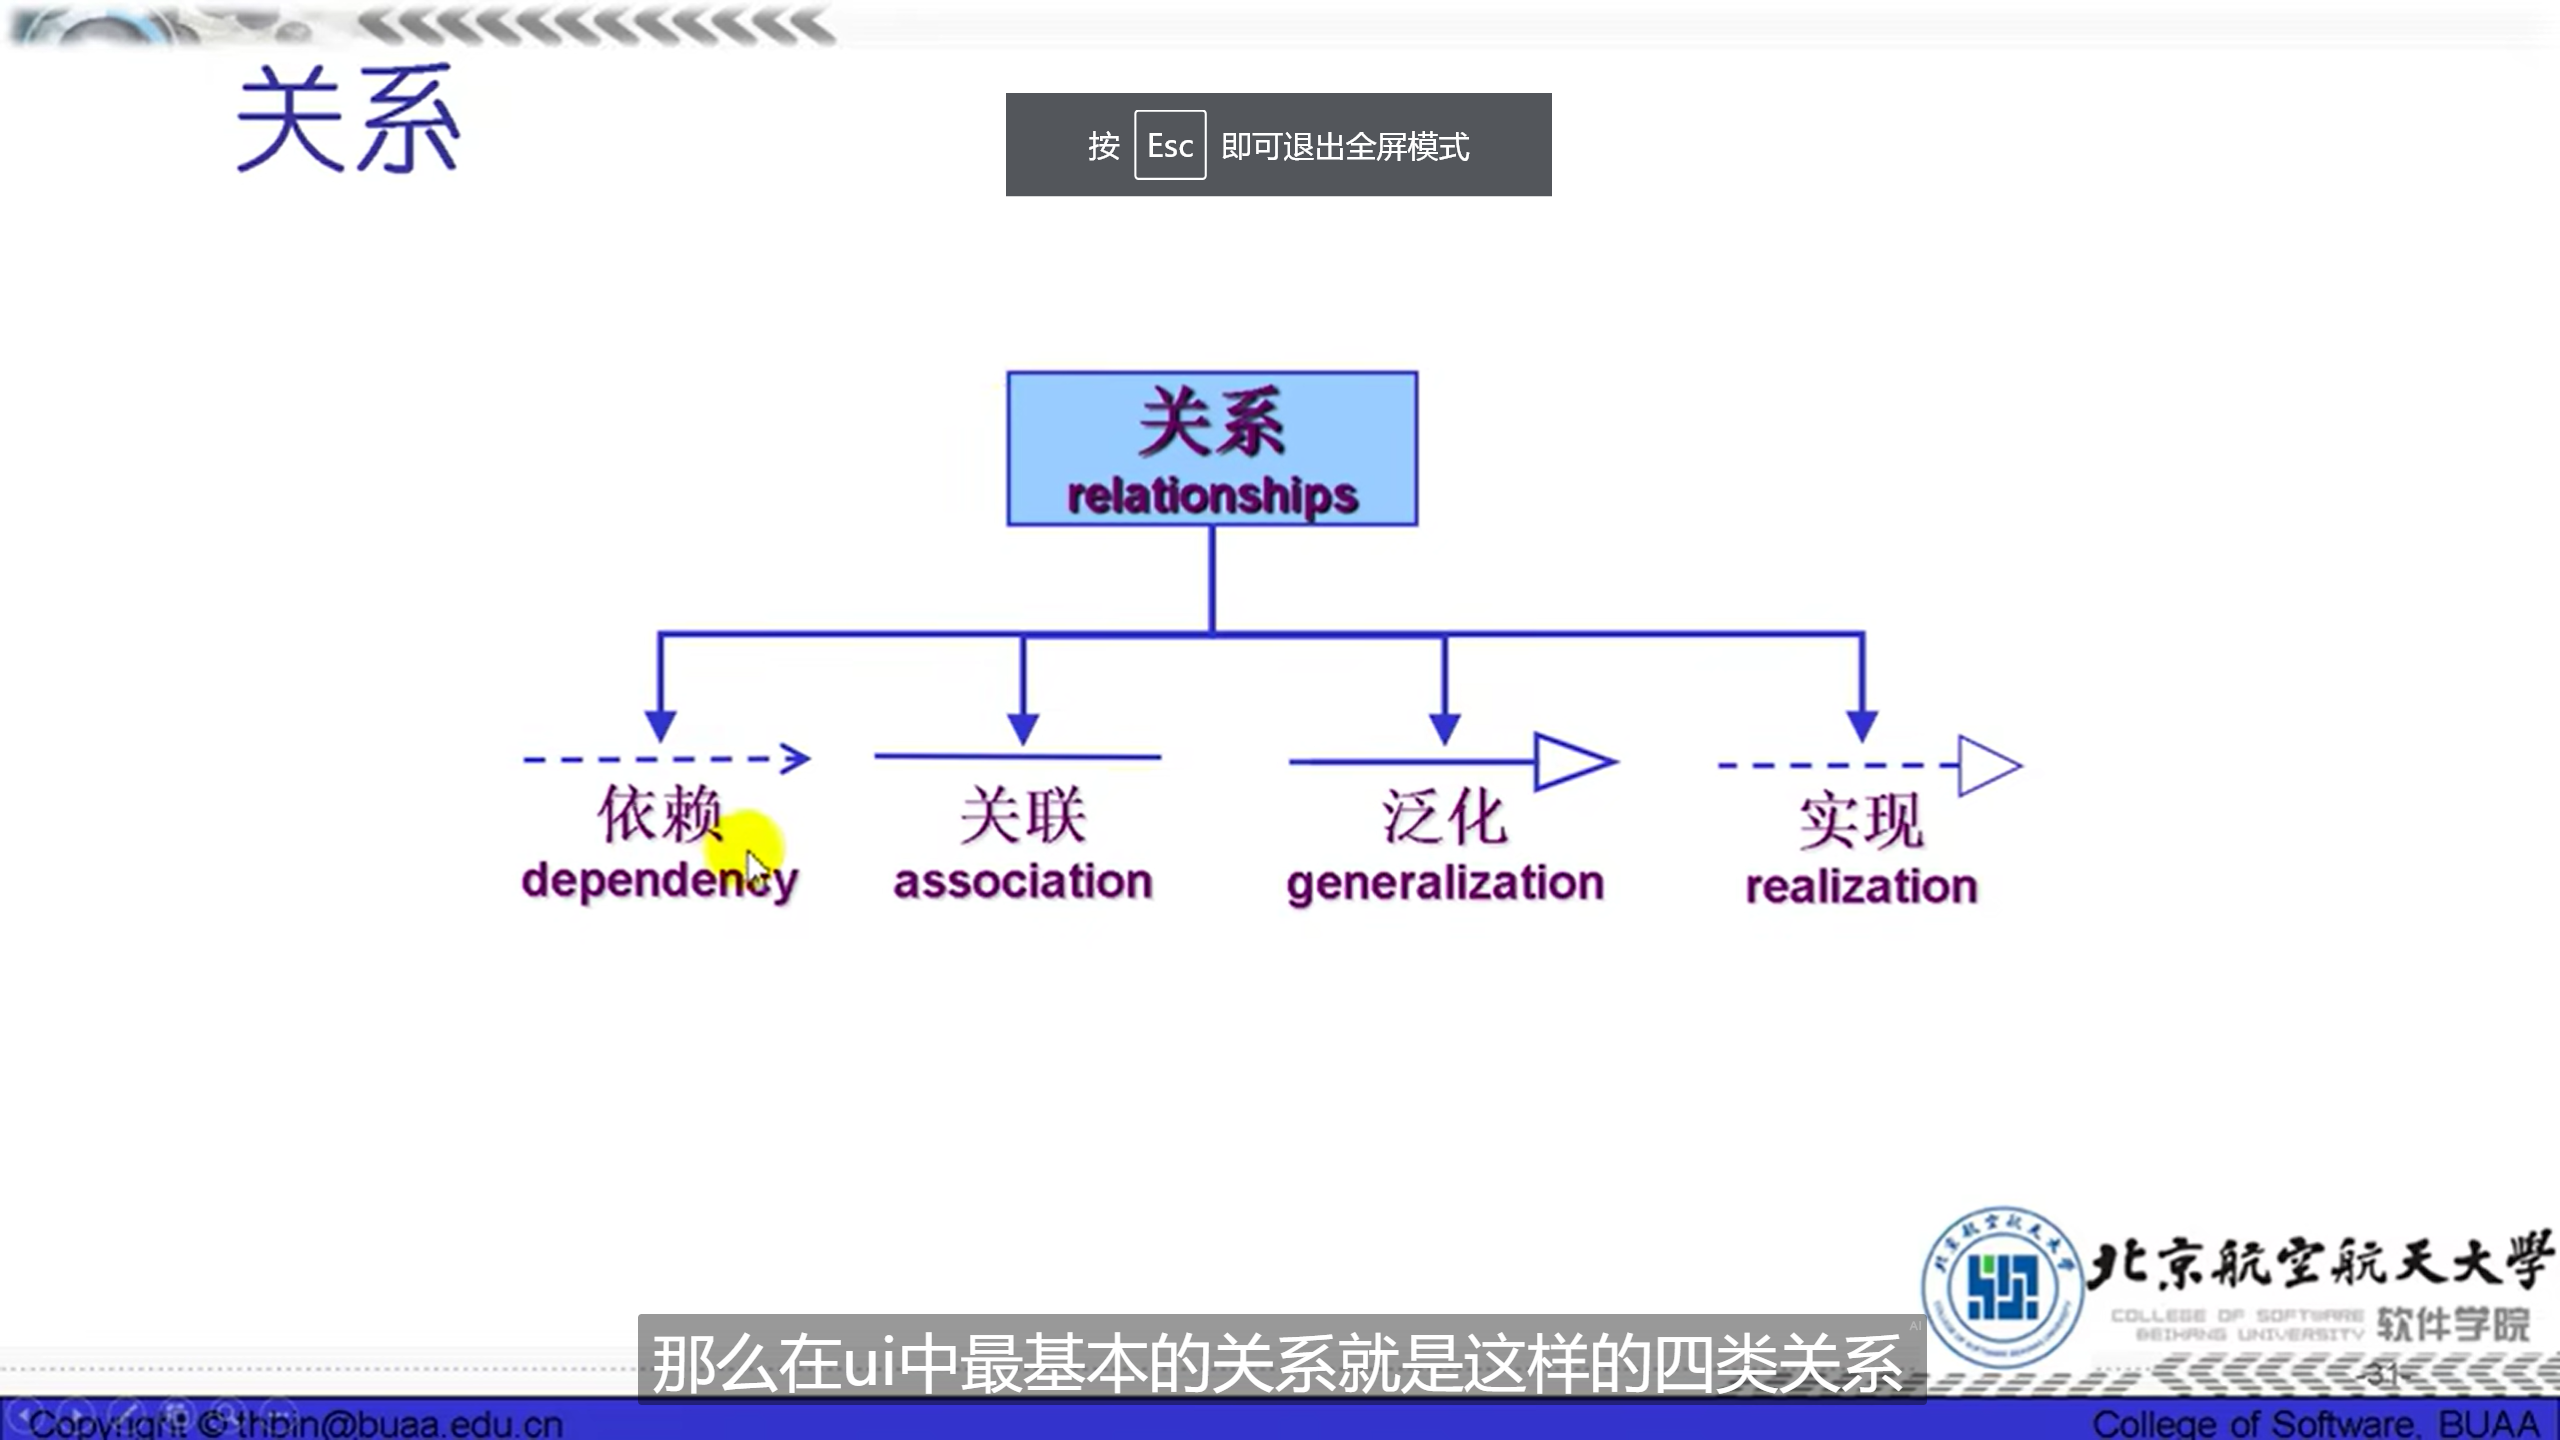 关系
按 Esc 即可退出全屏模式
关系
relationships
依赖
dependency
关联
association
泛化
generalization
实现
realization
北京航空航天大學
COLLEGE OF SOFTWARE
BEIHANG UNIVERSITY
软件学院
那么在ui中最基本的关系就是这样的四类关系
AI
-31-
Copyright © thbin@buaa.edu.cn
College of Software, BUAA